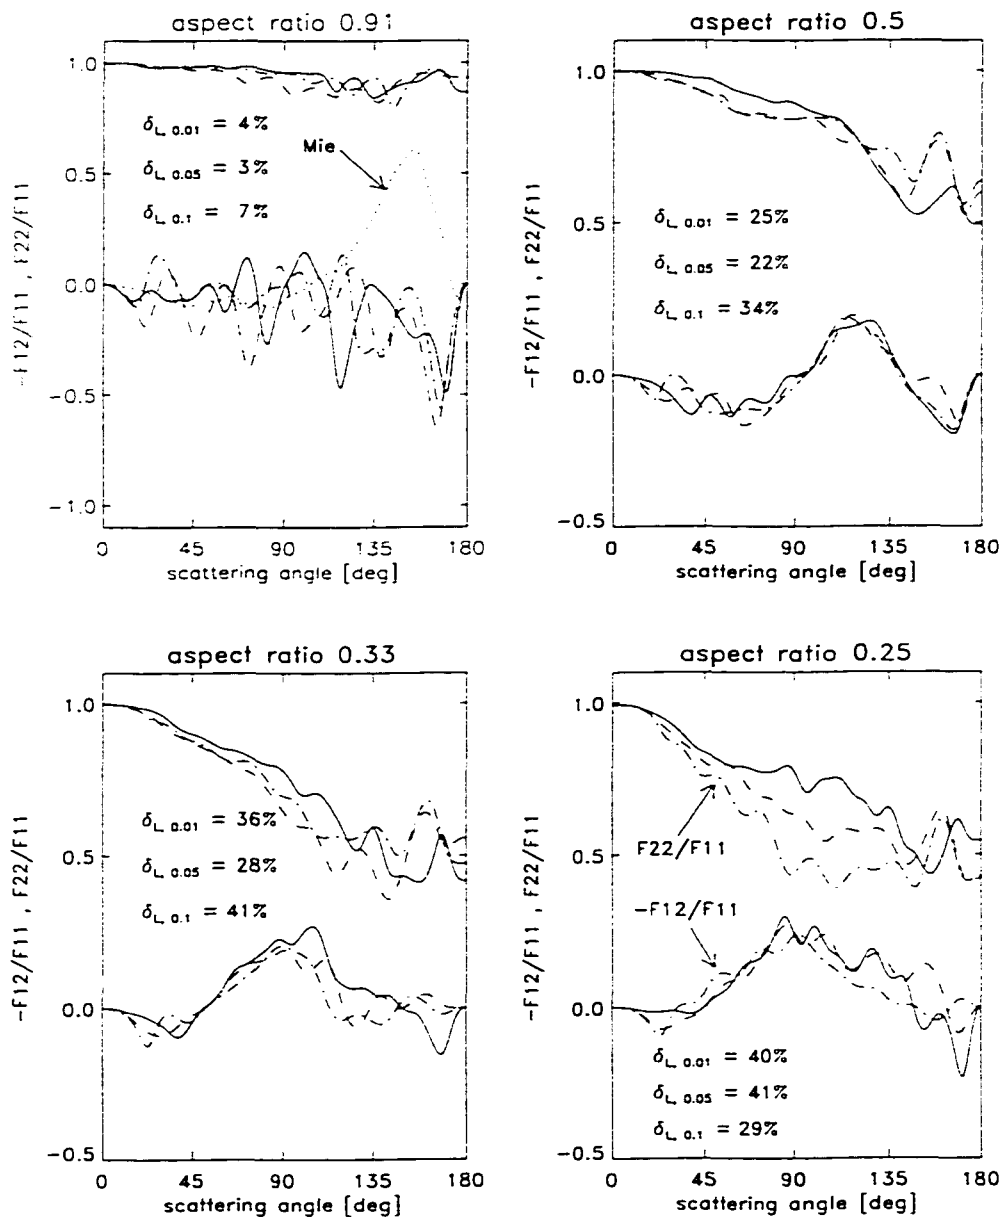 aspect ratio 0.91
1.0
0.5
0.0
-0.5
-1.0
-F12/F11 , F22/F11
δL, 0.01 = 4%
δL, 0.05 = 3%
δL, 0.1 = 7%
Mie
0 45 90 135 180
scattering angle [deg]
aspect ratio 0.5
1.0
0.5
0.0
-0.5
-F12/F11 , F22/F11
δL, 0.01 = 25%
δL, 0.05 = 22%
δL, 0.1 = 34%
0 45 90 135 180
scattering angle [deg]
aspect ratio 0.33
1.0
0.5
0.0
-0.5
-F12/F11 , F22/F11
δL, 0.01 = 36%
δL, 0.05 = 28%
δL, 0.1 = 41%
0 45 90 135 180
scattering angle [deg]
aspect ratio 0.25
1.0
0.5
0.0
-0.5
-F12/F11 , F22/F11
F22/F11
-F12/F11
δL, 0.01 = 40%
δL, 0.05 = 41%
δL, 0.1 = 29%
0 45 90 135 180
scattering angle [deg]